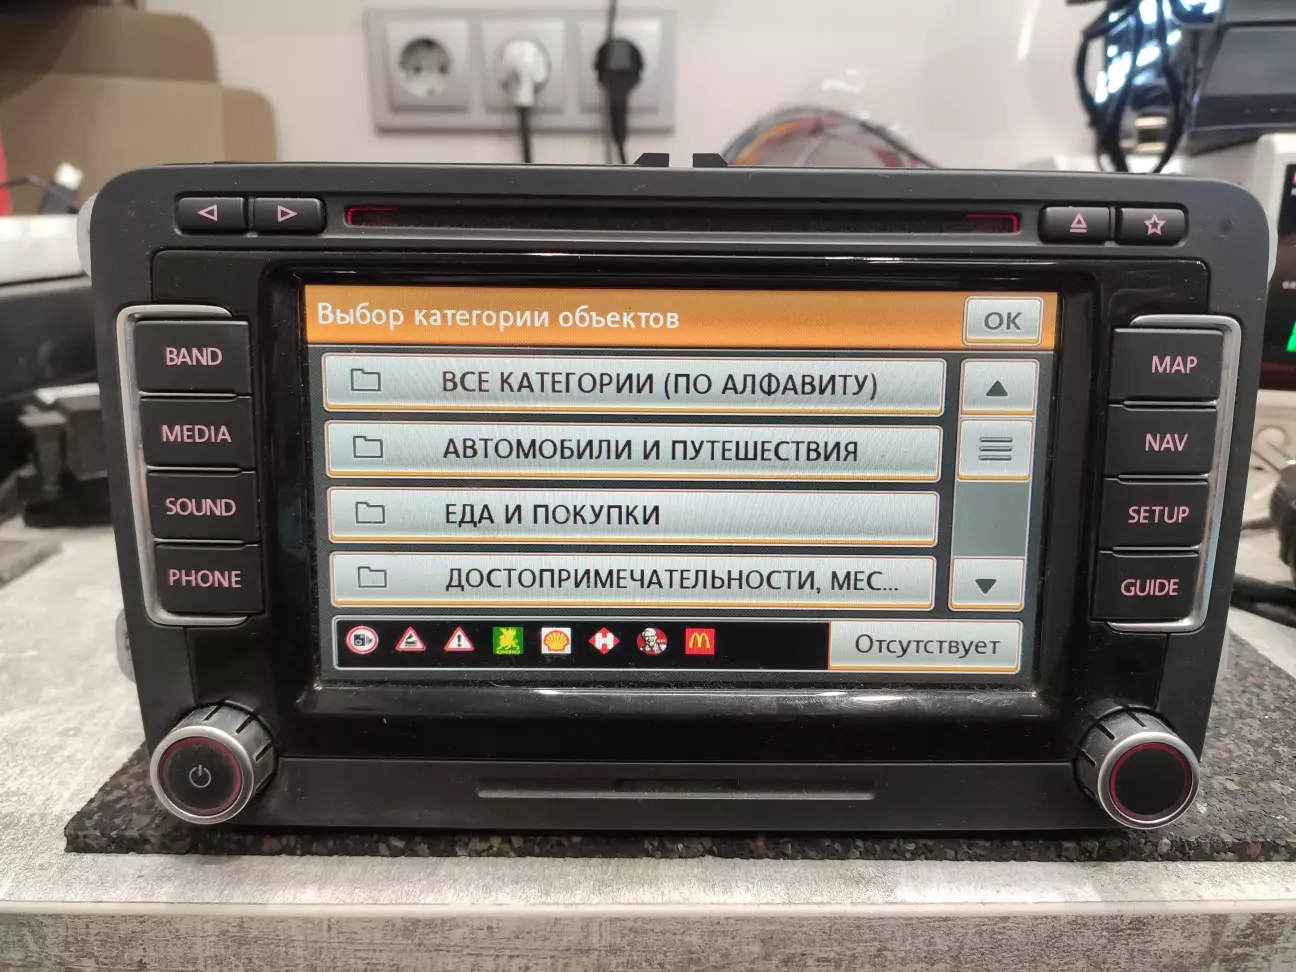 Выбор категории объектов
OK
BAND
ВСЕ КАТЕГОРИИ (ПО АЛФАВИТУ)
MAP
MEDIA
АВТОМОБИЛИ И ПУТЕШЕСТВИЯ
NAV
SOUND
ЕДА И ПОКУПКИ
SETUP
PHONE
ДОСТОПРИМЕЧАТЕЛЬНОСТИ, МЕС...
GUIDE
Отсутствует